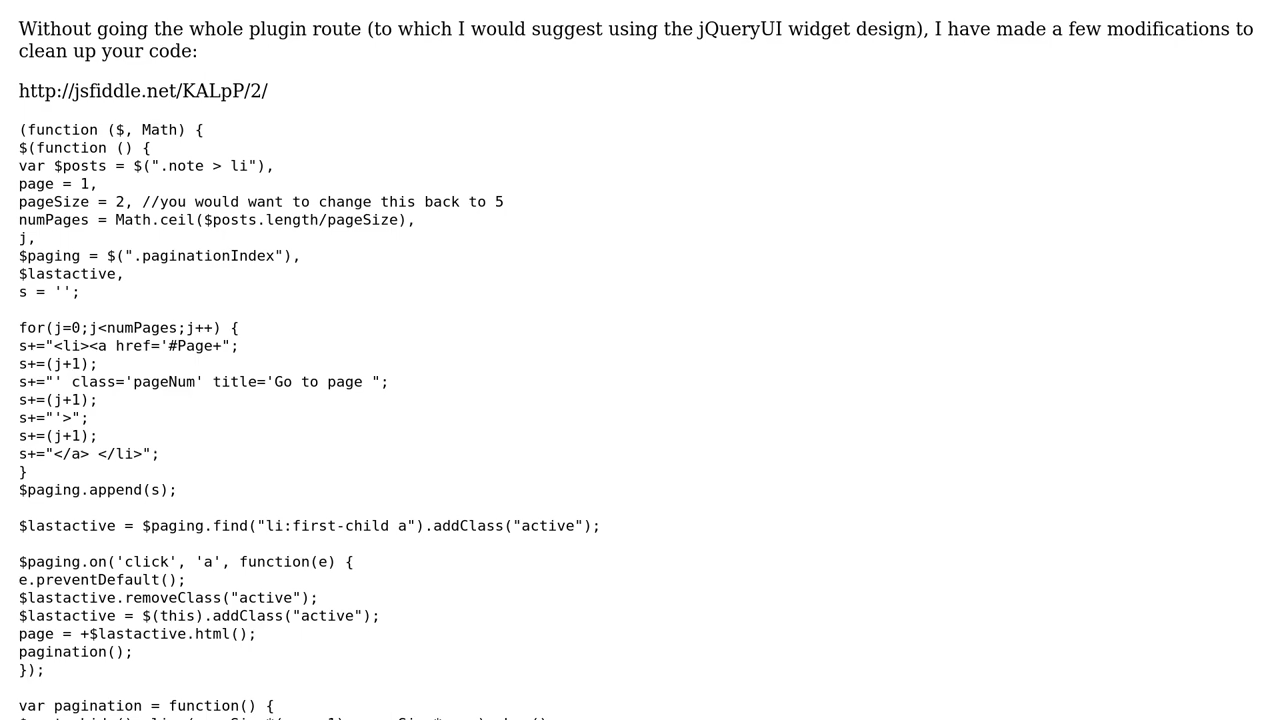 Without going the whole plugin route (to which I would suggest using the jQueryUI widget design), I have made a few modifications to
clean up your code:
http://jsfiddle.net/KALpP/2/
(function ($, Math) {
$(function () {
var $posts = $(".note > li"),
page = 1,
pageSize = 2, //you would want to change this back to 5
numPages = Math.ceil($posts.length/pageSize),
j,
$paging = $(".paginationIndex"),
$lastactive,
s = '';
for(j=0;j<numPages;j++) {
s+="<li><a href='#Page+";
s+=(j+1);
s+="' class='pageNum' title='Go to page ";
s+=(j+1);
s+="'>";
s+=(j+1);
s+="</a> </li>";
}
$paging.append(s);
$lastactive = $paging.find("li:first-child a").addClass("active");
$paging.on('click', 'a', function(e) {
e.preventDefault();
$lastactive.removeClass("active");
$lastactive = $(this).addClass("active");
page = +$lastactive.html();
pagination();
});
var pagination = function() {